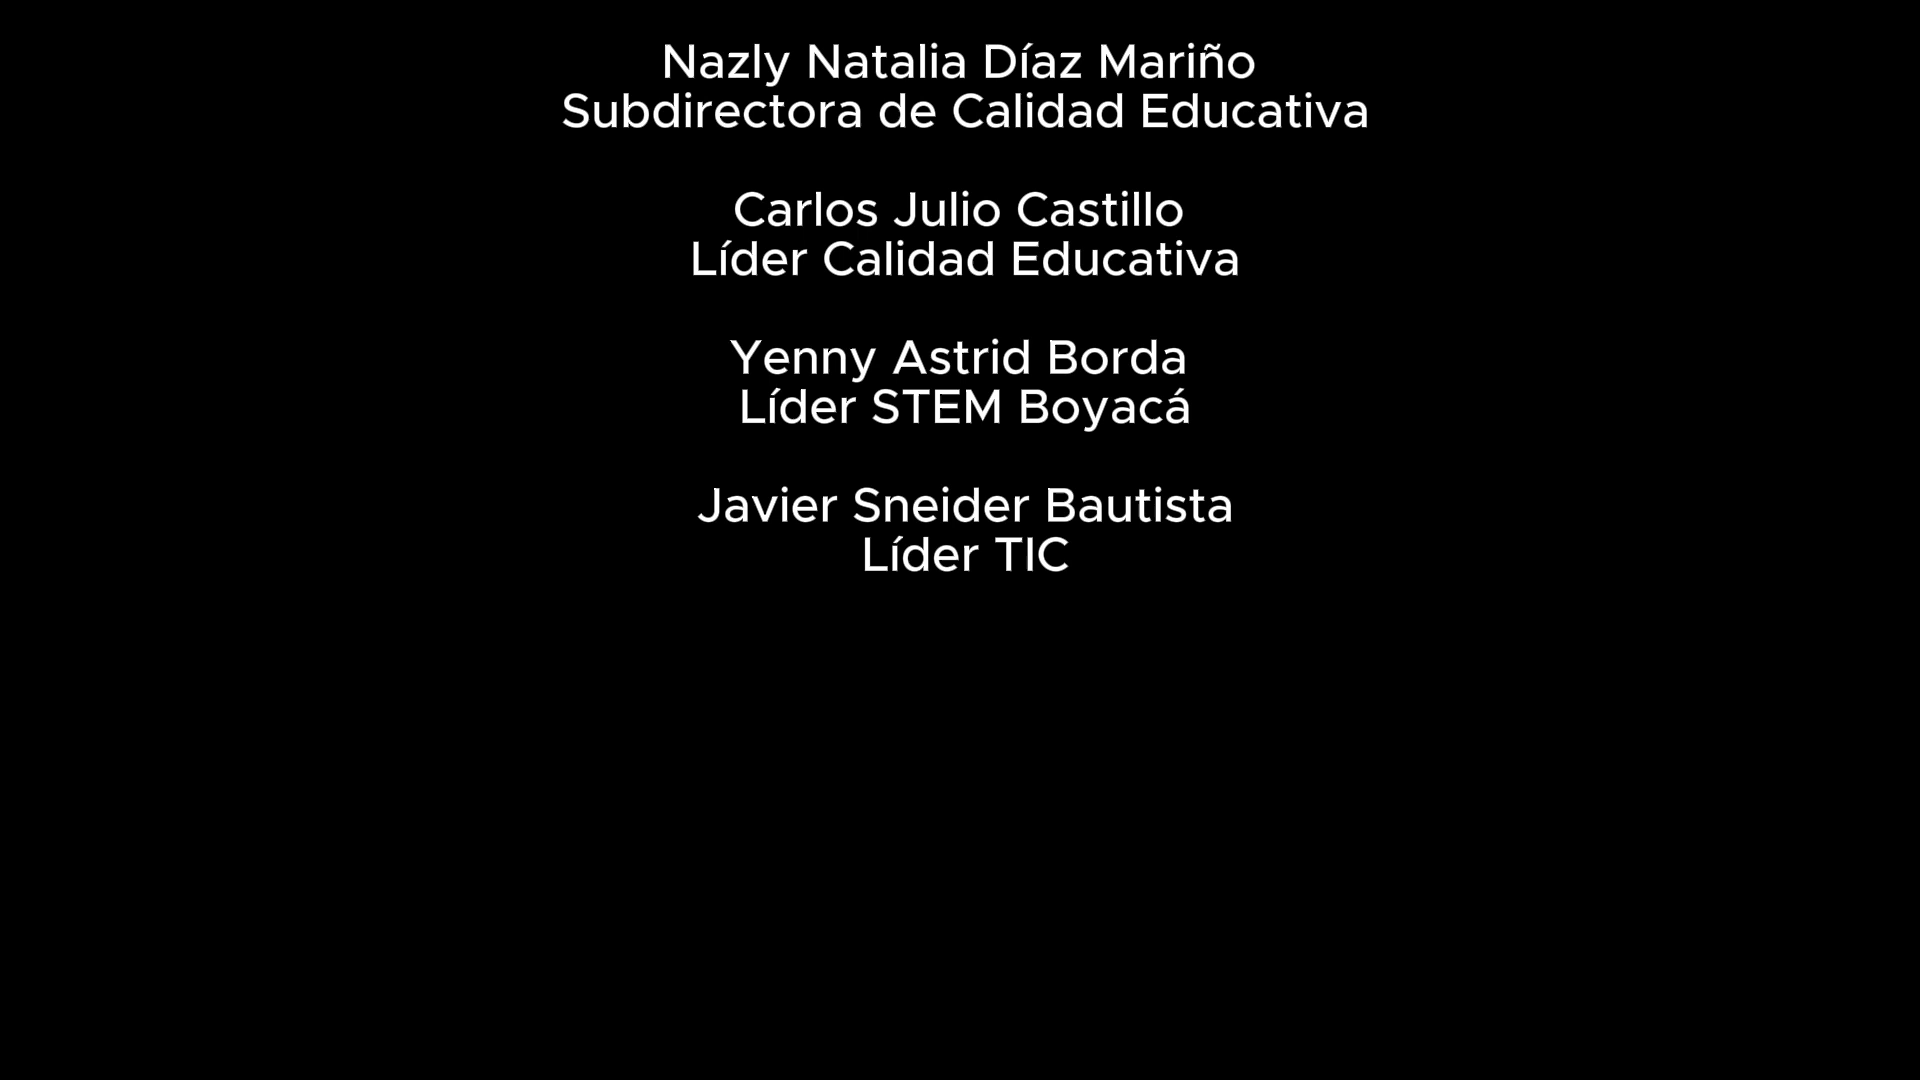 Nazly Natalia Díaz Mariño
Subdirectora de Calidad Educativa
Carlos Julio Castillo
Líder Calidad Educativa
Yenny Astrid Borda
Líder STEM Boyacá
Javier Sneider Bautista
Líder TIC